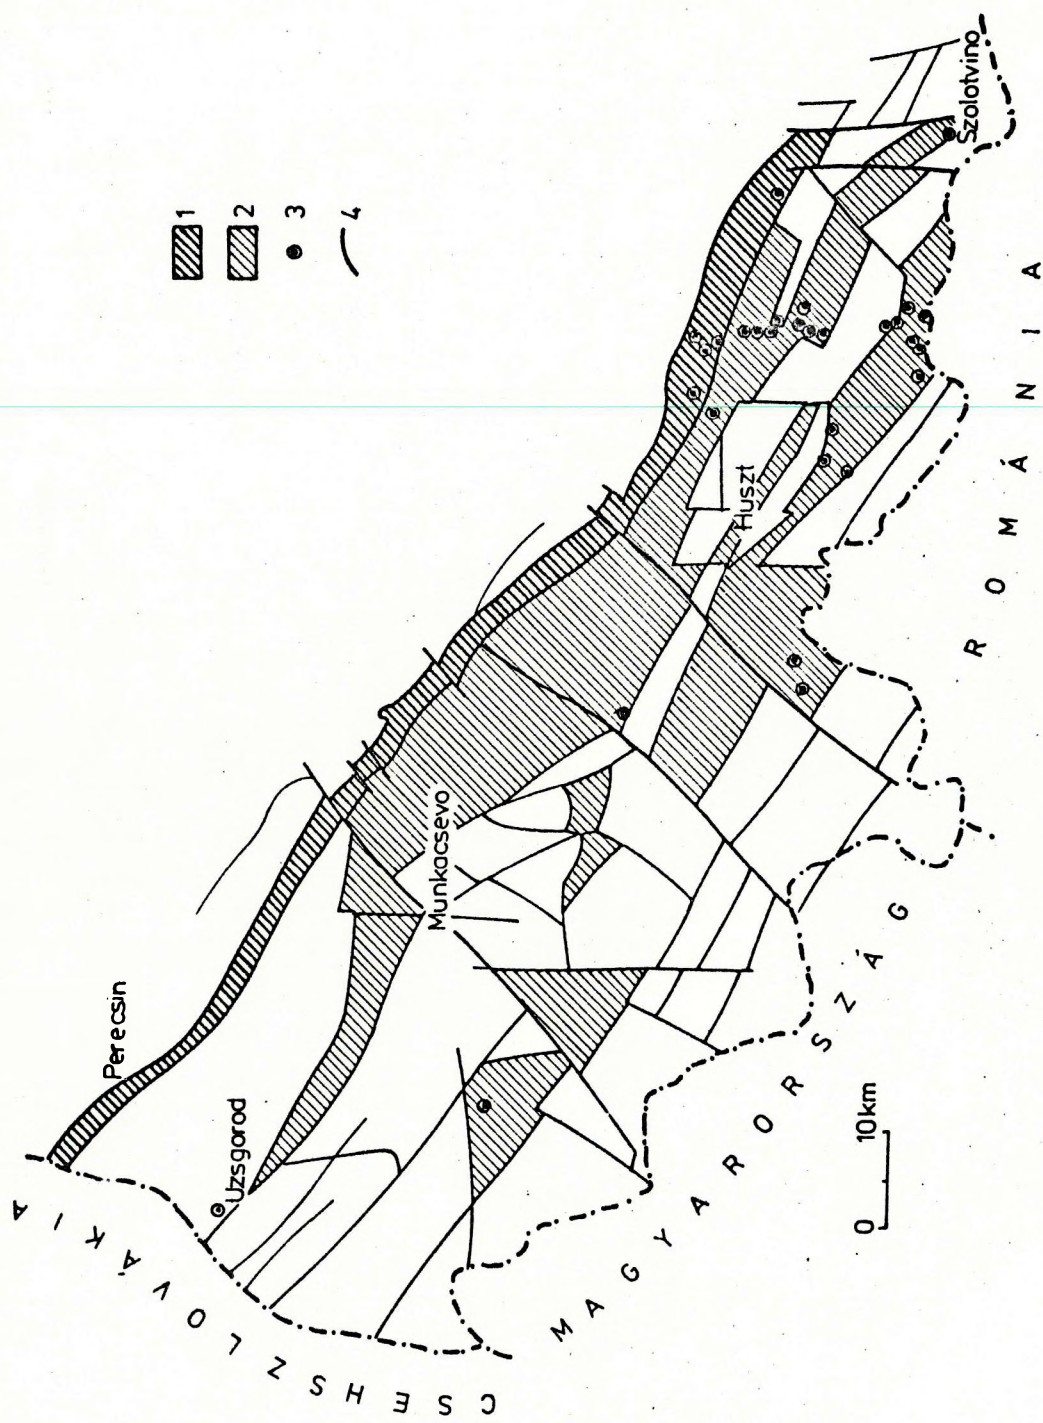 CSEHSZLOVÁKIA
Perecsin
Uzsgorod
Munkacsevo
Huszt
Szolotvino
1
2
3
4
MAGYARORSZÁG
ROMÁNIA
0 10km